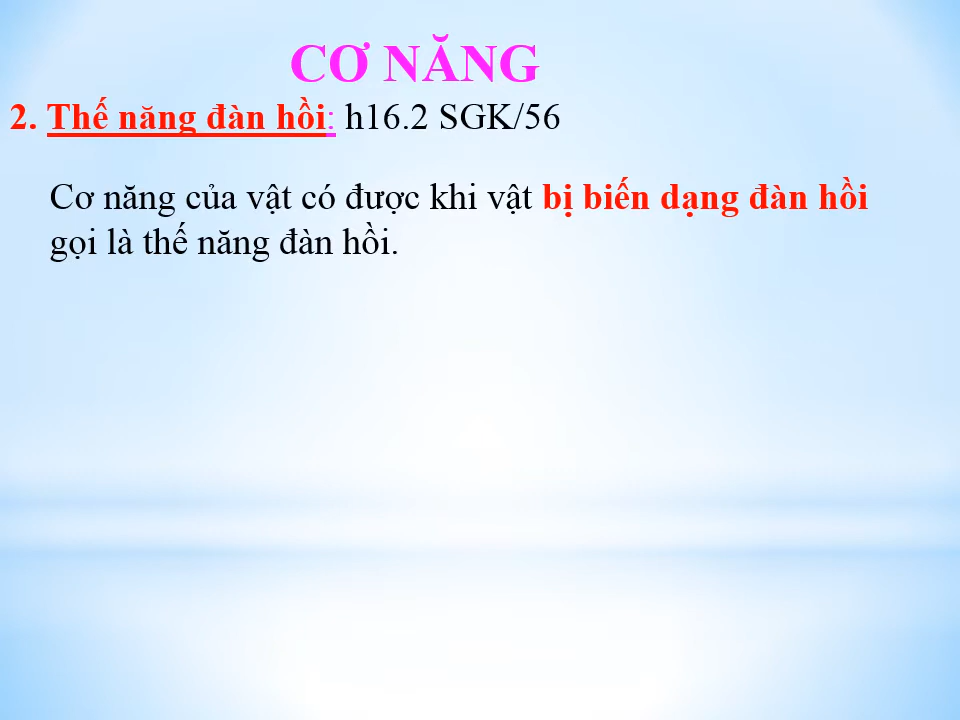 CƠ NĂNG
2. Thế năng đàn hồi: h16.2 SGK/56
Cơ năng của vật có được khi vật bị biến dạng đàn hồi
gọi là thế năng đàn hồi.